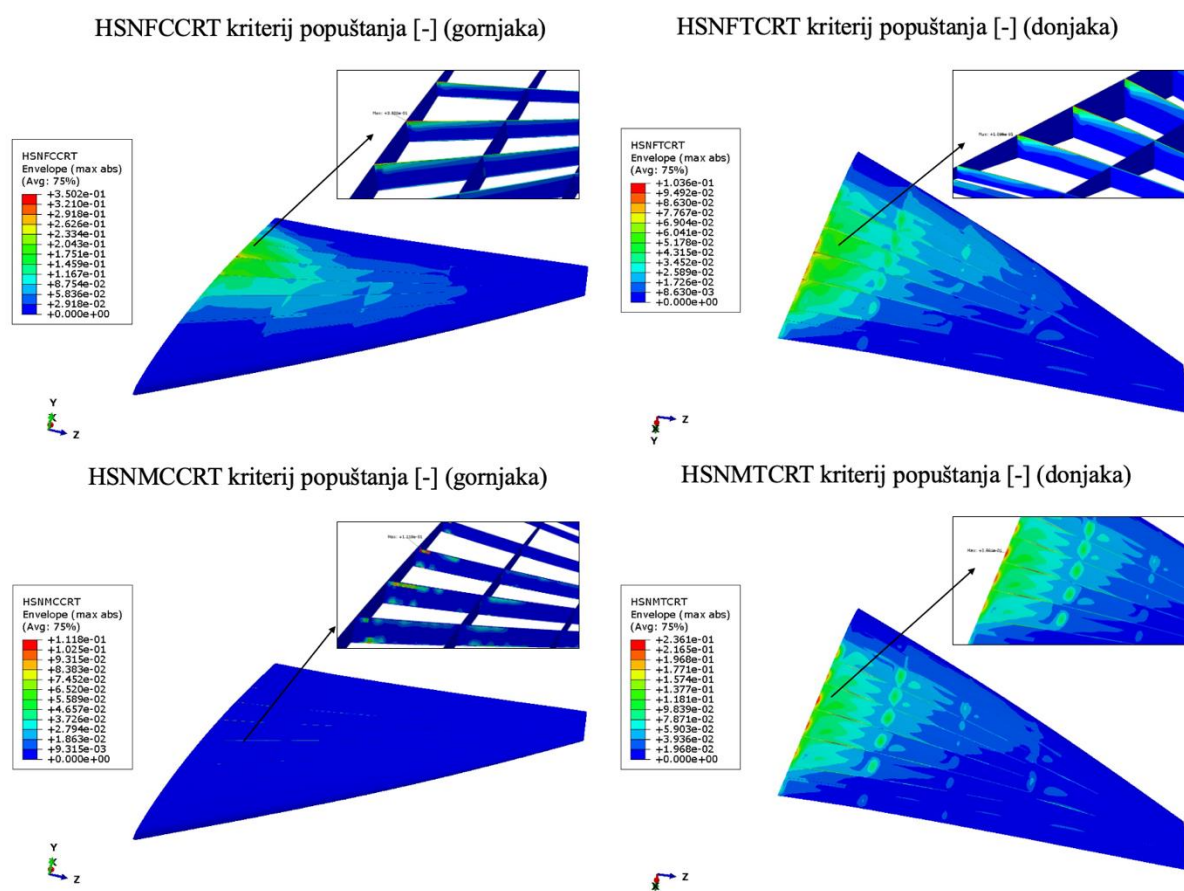 HSNFCCRT kriterij popuštanja [-] (gornjaka)
HSNFCCRT
Envelope (max abs)
(Avg: 75%)
+3.502e-01
+3.210e-01
+2.918e-01
+2.626e-01
+2.334e-01
+2.043e-01
+1.751e-01
+1.459e-01
+1.167e-01
+8.754e-02
+5.836e-02
+2.918e-02
+0.000e+00
Y
X
Z
HSNFTCRT kriterij popuštanja [-] (donjaka)
HSNFTCRT
Envelope (max abs)
(Avg: 75%)
+1.036e-01
+9.492e-02
+8.630e-02
+7.767e-02
+6.904e-02
+6.041e-02
+5.178e-02
+4.315e-02
+3.452e-02
+2.589e-02
+1.726e-02
+8.630e-03
+0.000e+00
Z
X
Y
HSNMCCRT kriterij popuštanja [-] (gornjaka)
HSNMCCRT
Envelope (max abs)
(Avg: 75%)
+1.118e-01
+1.025e-01
+9.315e-02
+8.383e-02
+7.452e-02
+6.520e-02
+5.589e-02
+4.657e-02
+3.726e-02
+2.794e-02
+1.863e-02
+9.315e-03
+0.000e+00
Y
X
Z
HSNMTCRT kriterij popuštanja [-] (donjaka)
HSNMTCRT
Envelope (max abs)
(Avg: 75%)
+2.361e-01
+2.165e-01
+1.968e-01
+1.771e-01
+1.574e-01
+1.377e-01
+1.181e-01
+9.839e-02
+7.871e-02
+5.903e-02
+3.936e-02
+1.968e-02
+0.000e+00
Z
X